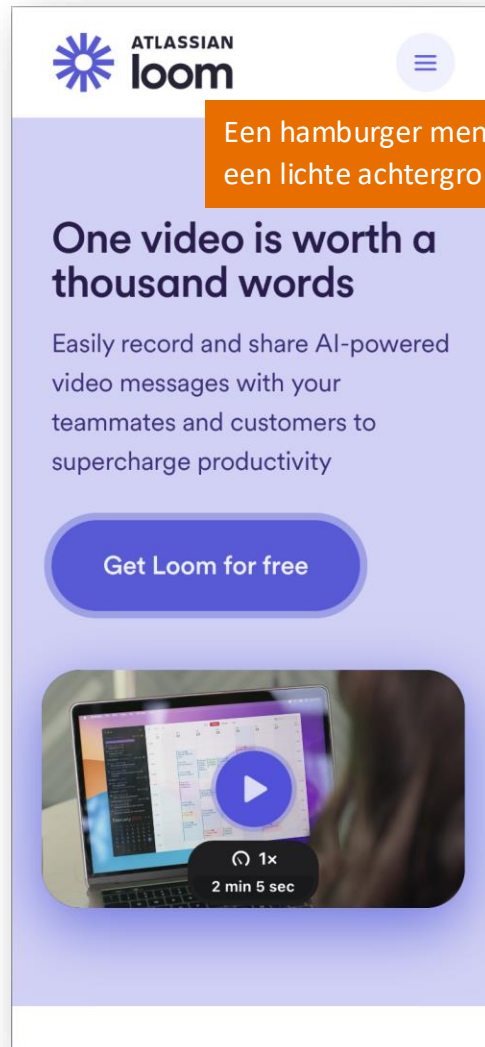 ATLASSIAN
loom
Een hamburger men
een lichte achtergro
One video is worth a
thousand words
Easily record and share AI-powered
video messages with your
teammates and customers to
supercharge productivity
Get Loom for free
1×
2 min 5 sec